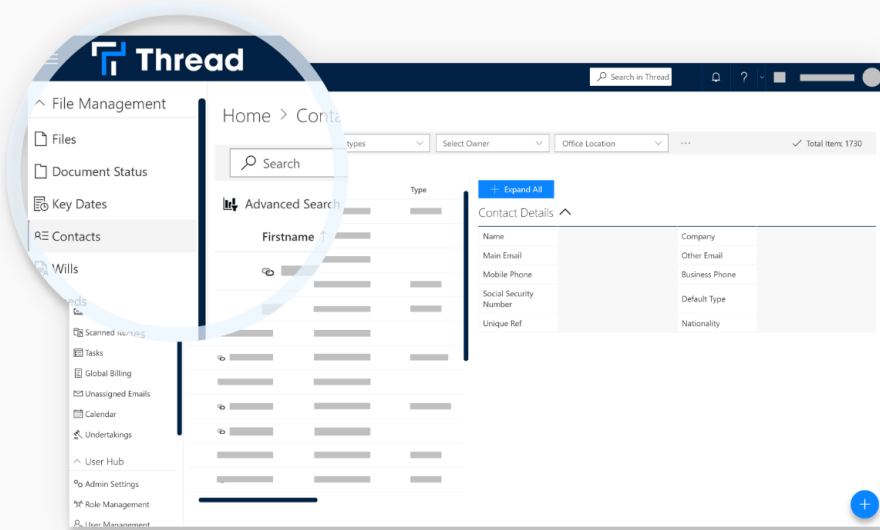 Thread
Search in Thread
?
File Management
Files
Document Status
Key Dates
Contacts
Wills
Scanned
Tasks
Global Billing
Unassigned Emails
Calendar
Undertakings
User Hub
Admin Settings
Role Management
User Management
Home >
types
Select Owner
Office Location
...
Total Item: 1730
Search
Advanced Search
Firstname
Type
+ Expand All
Contact Details
Name
Company
Main Email
Other Email
Mobile Phone
Business Phone
Social Security
Number
Default Type
Unique Ref
Nationality
+